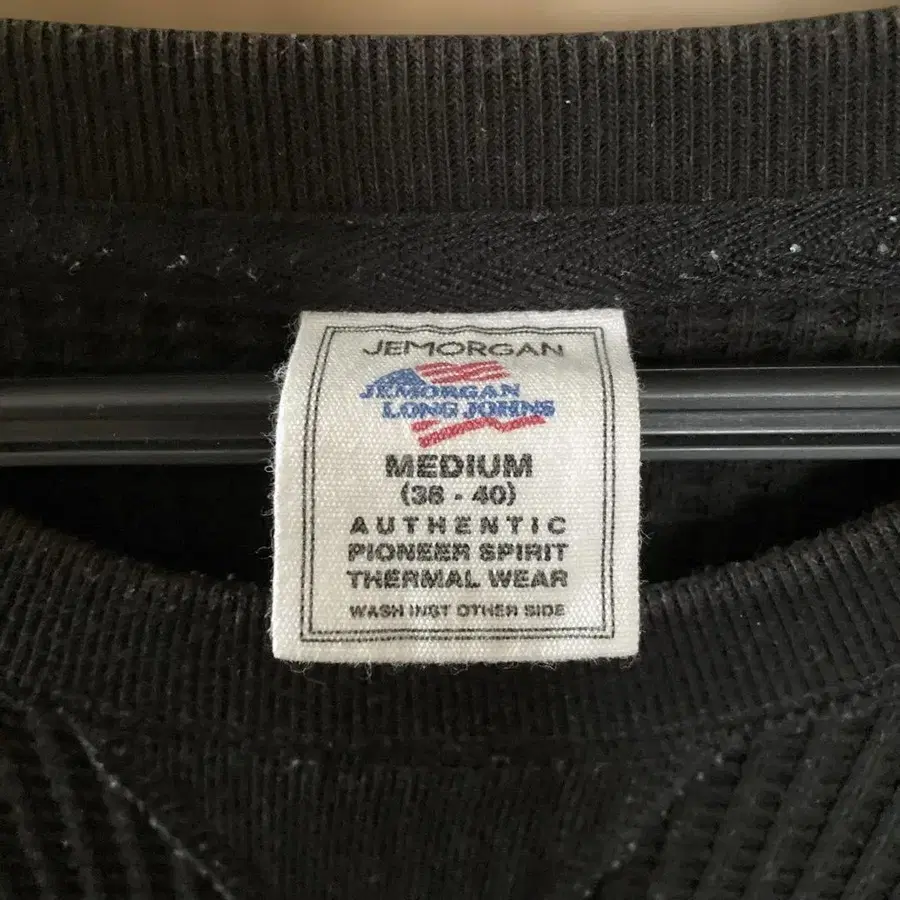 JEMORGAN
JEMORGAN
LONG JOHNS
MEDIUM
(38 - 40)
AUTHENTIC
PIONEER SPIRIT
THERMAL WEAR
WASH INST OTHER SIDE